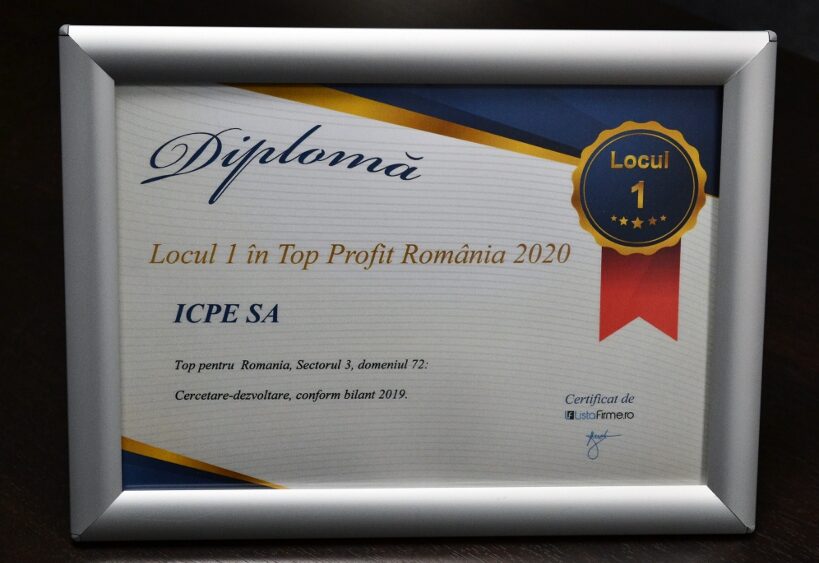 Diplomă
Locul
1
Locul 1 în Top Profit România 2020
ICPE SA
Top pentru Romania, Sectorul 3, domeniul 72:
Cercetare-dezvoltare, conform bilant 2019.
Certificat de
LF ListaFirme.ro